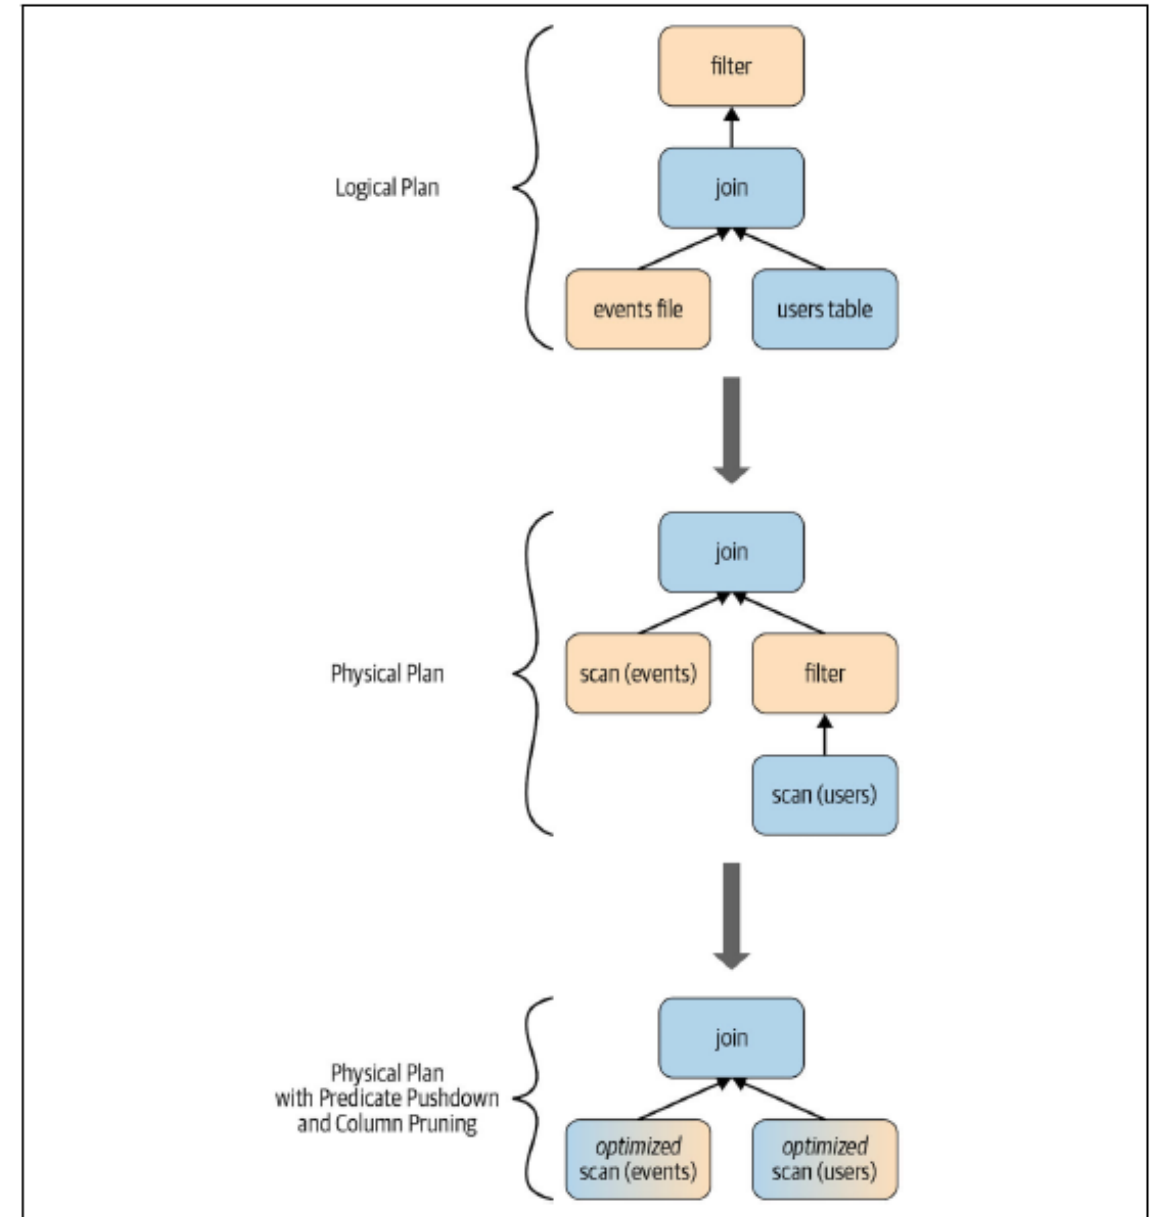 filter
Logical Plan
join
events file
users table
join
Physical Plan
scan (events)
filter
scan (users)
join
Physical Plan
with Predicate Pushdown
and Column Pruning
optimized
scan (events)
optimized
scan (users)